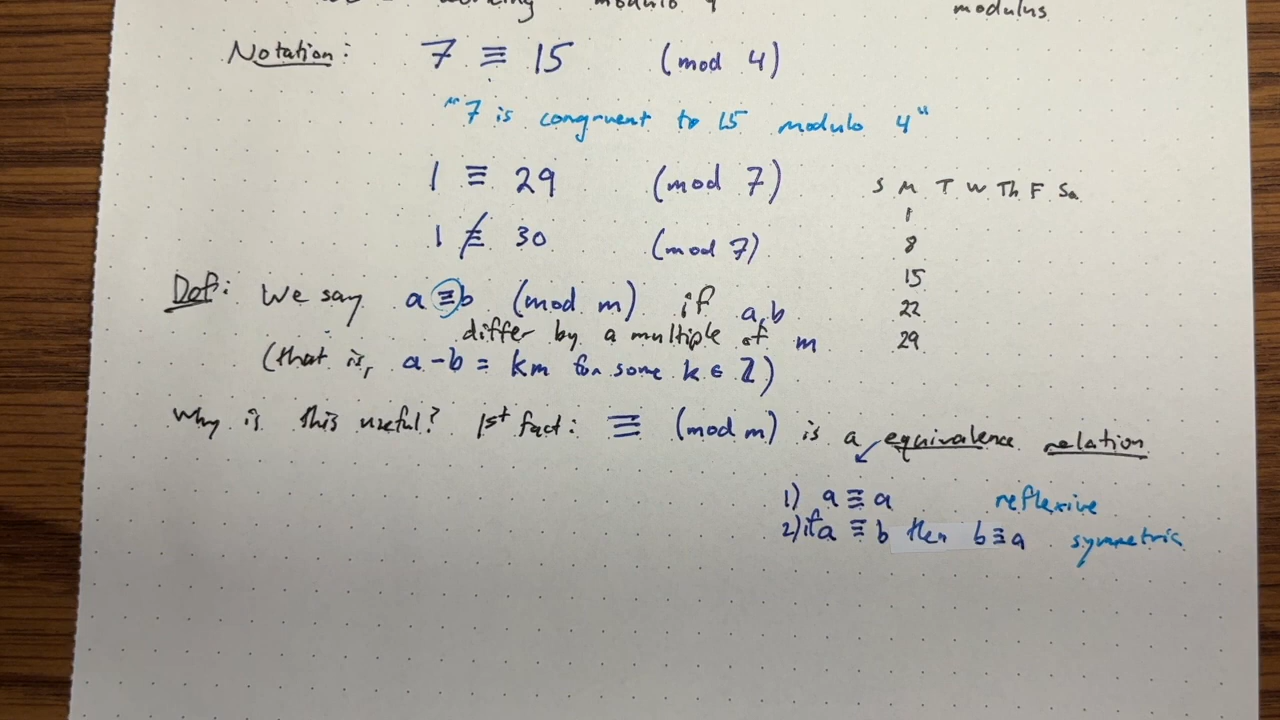 working modulo 4
modulus
Notation: 7 ≡ 15 (mod 4)
"7 is congruent to 15 modulo 4"
1 ≡ 29 (mod 7)
1 ≢ 30 (mod 7)
S M T W Th F Sa
1
8
15
22
29
Def: We say a ≡ b (mod m) if a, b
differ by a multiple of m
(that is, a - b = km for some k ∈ ℤ)
Why is this useful? 1st fact: ≡ (mod m) is a equivalence relation
1) a ≡ a reflexive
2) if a ≡ b then b ≡ a symmetric